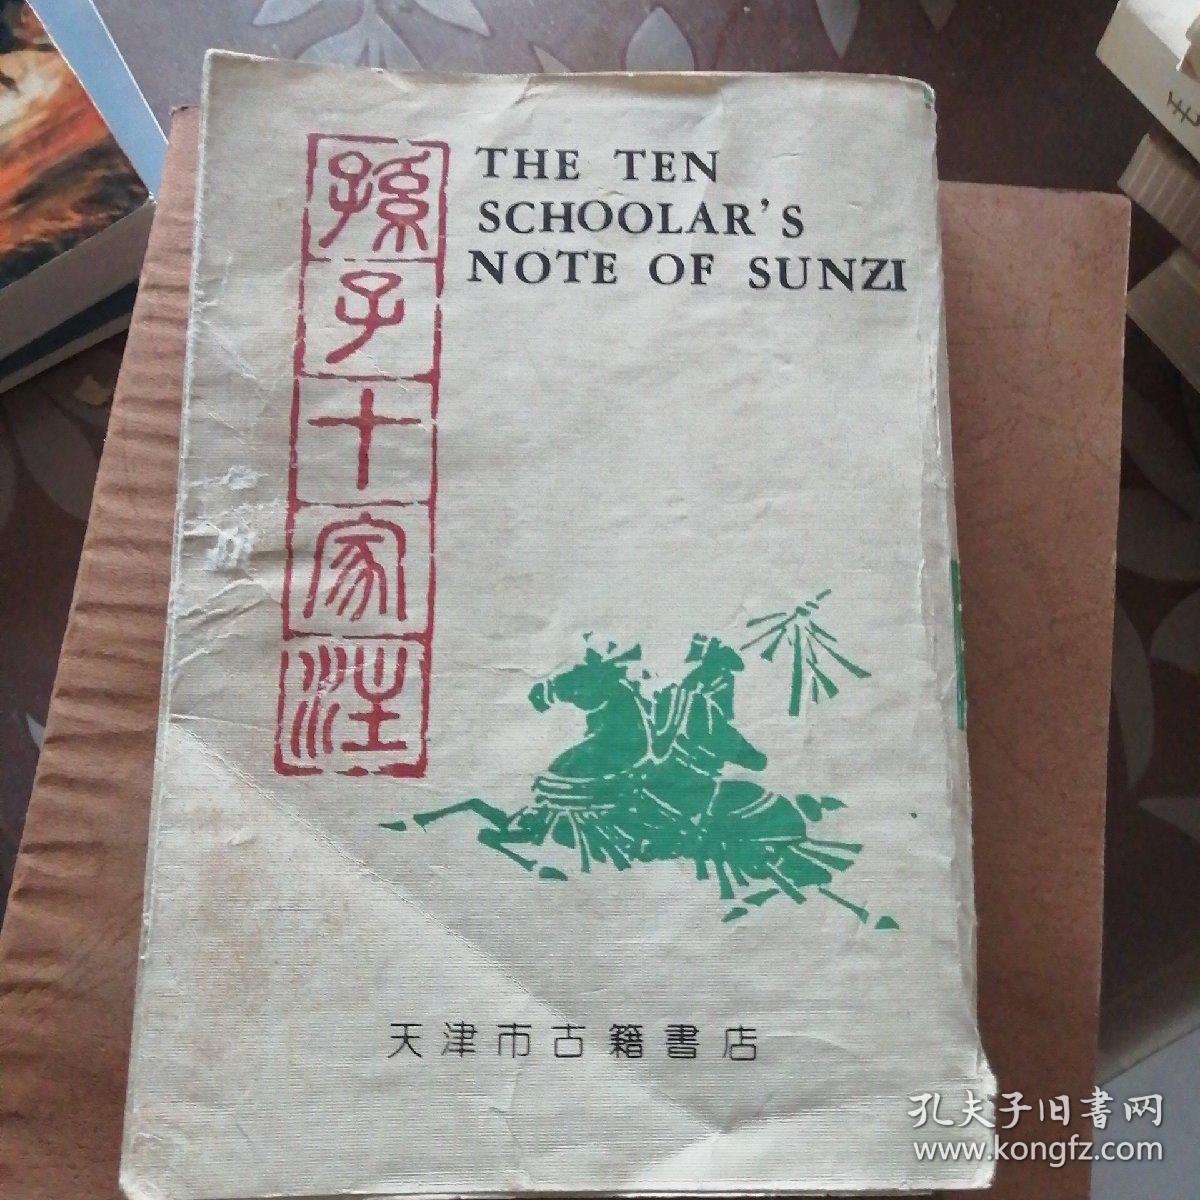 孫子十家注
THE TEN
SCHOOLAR'S
NOTE OF SUNZI
天津市古籍書店
孔夫子旧書网
www.kongfz.com